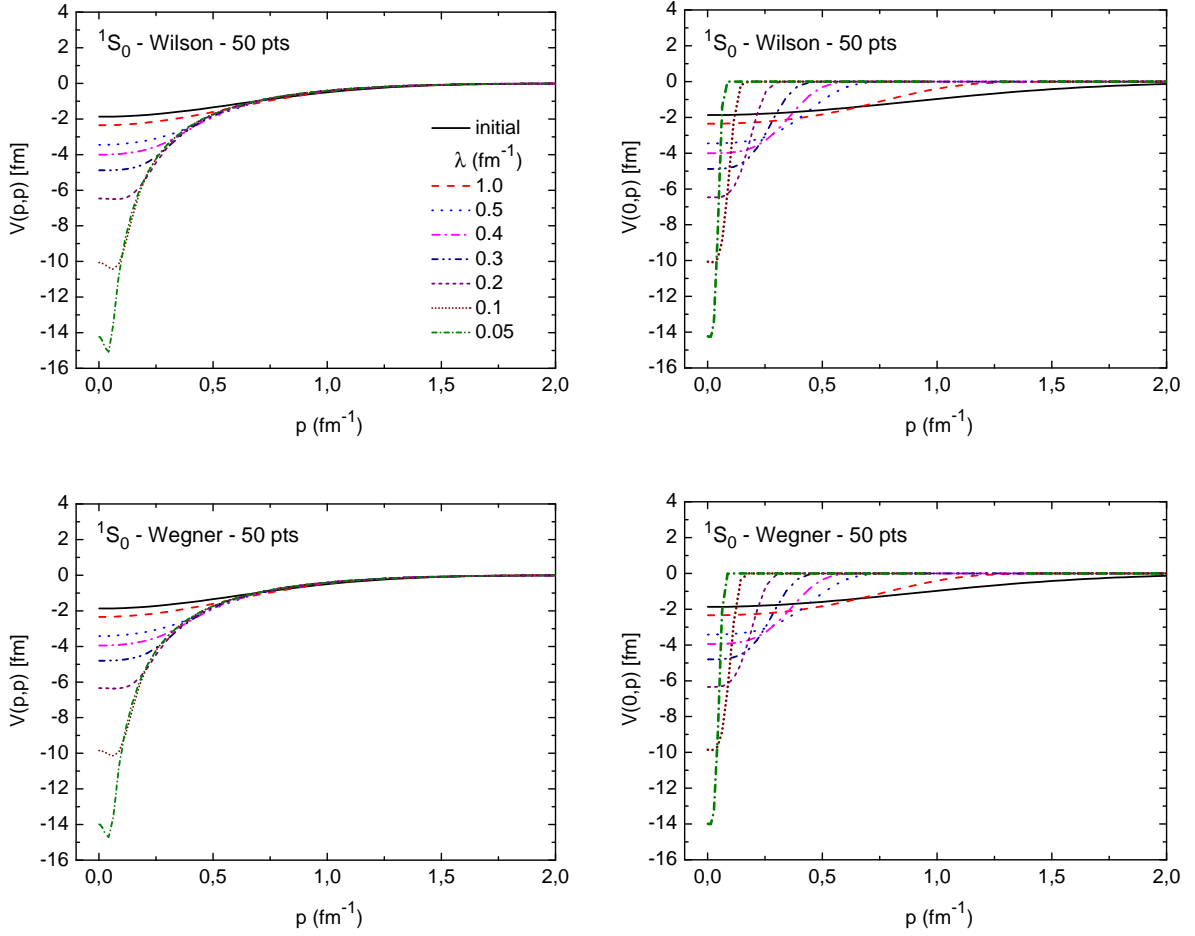 4
2
0
-2
-4
-6
-8
-10
-12
-14
-16
V(p,p) [fm]
¹S₀ - Wilson - 50 pts
initial
λ (fm⁻¹)
1.0
0.5
0.4
0.3
0.2
0.1
0.05
0,0 0,5 1,0 1,5 2,0
p (fm⁻¹)
4
2
0
-2
-4
-6
-8
-10
-12
-14
-16
V(0,p) [fm]
¹S₀ - Wilson - 50 pts
0,0 0,5 1,0 1,5 2,0
p (fm⁻¹)
4
2
0
-2
-4
-6
-8
-10
-12
-14
-16
V(p,p) [fm]
¹S₀ - Wegner - 50 pts
0,0 0,5 1,0 1,5 2,0
p (fm⁻¹)
4
2
0
-2
-4
-6
-8
-10
-12
-14
-16
V(0,p) [fm]
¹S₀ - Wegner - 50 pts
0,0 0,5 1,0 1,5 2,0
p (fm⁻¹)